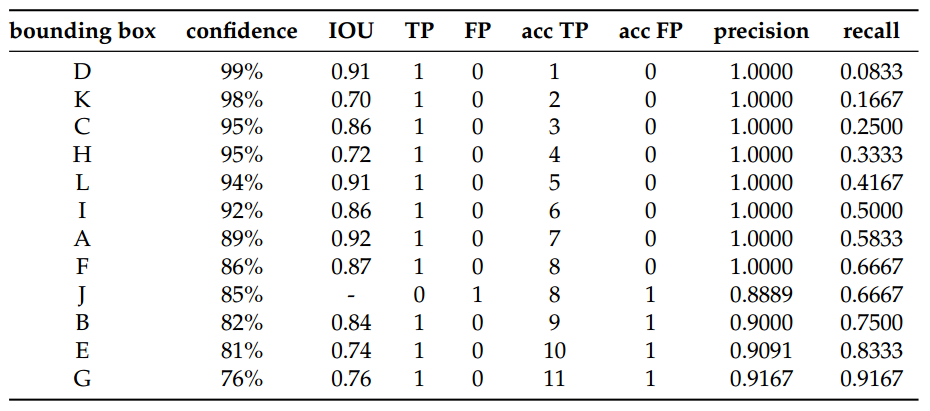 bounding box confidence IOU TP FP acc TP acc FP precision recall
D 99% 0.91 1 0 1 0 1.0000 0.0833
K 98% 0.70 1 0 2 0 1.0000 0.1667
C 95% 0.86 1 0 3 0 1.0000 0.2500
H 95% 0.72 1 0 4 0 1.0000 0.3333
L 94% 0.91 1 0 5 0 1.0000 0.4167
I 92% 0.86 1 0 6 0 1.0000 0.5000
A 89% 0.92 1 0 7 0 1.0000 0.5833
F 86% 0.87 1 0 8 0 1.0000 0.6667
J 85% - 0 1 8 1 0.8889 0.6667
B 82% 0.84 1 0 9 1 0.9000 0.7500
E 81% 0.74 1 0 10 1 0.9091 0.8333
G 76% 0.76 1 0 11 1 0.9167 0.9167